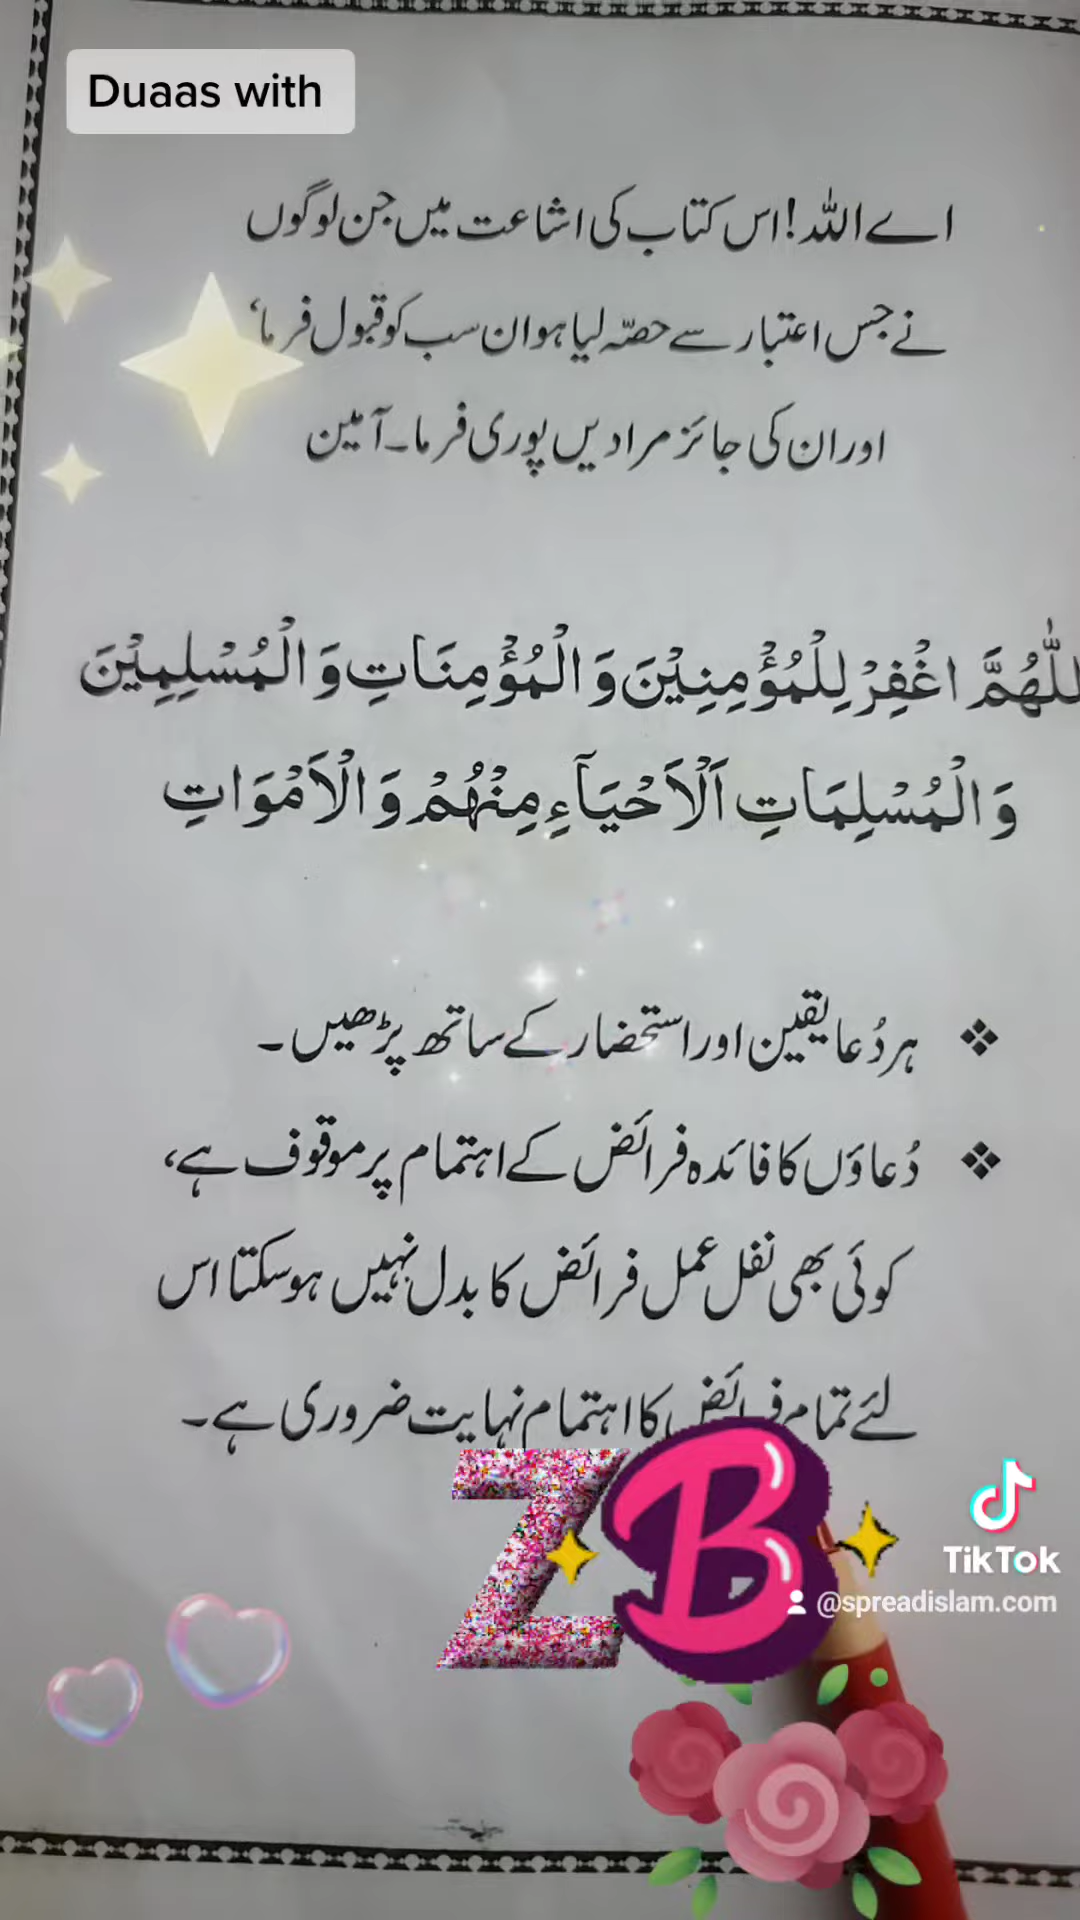 Duaas with
اے اللہ! اس کتاب کی اشاعت میں جن لوگوں
نے جس اعتبار سے حصّہ لیا ہو ان سب کو قبول فرما،
اور ان کی جائز مرادیں پوری فرما۔ آمین
اَللّٰهُمَّ اغْفِرْ لِلْمُؤْمِنِيْنَ وَالْمُؤْمِنَاتِ وَالْمُسْلِمِيْنَ
وَالْمُسْلِمَاتِ اَلْاَحْيَآءِ مِنْهُمْ وَالْاَمْوَاتِ
❖ ہر دُعا یقین اور استحضار کے ساتھ پڑھیں۔
❖ دُعاؤں کا فائدہ فرائض کے اہتمام پر موقوف ہے،
کوئی بھی نفل عمل فرائض کا بدل نہیں ہوسکتا اس
لئے تمام فرائض کا اہتمام نہایت ضروری ہے۔
ZB
TikTok
@spreadislam.com